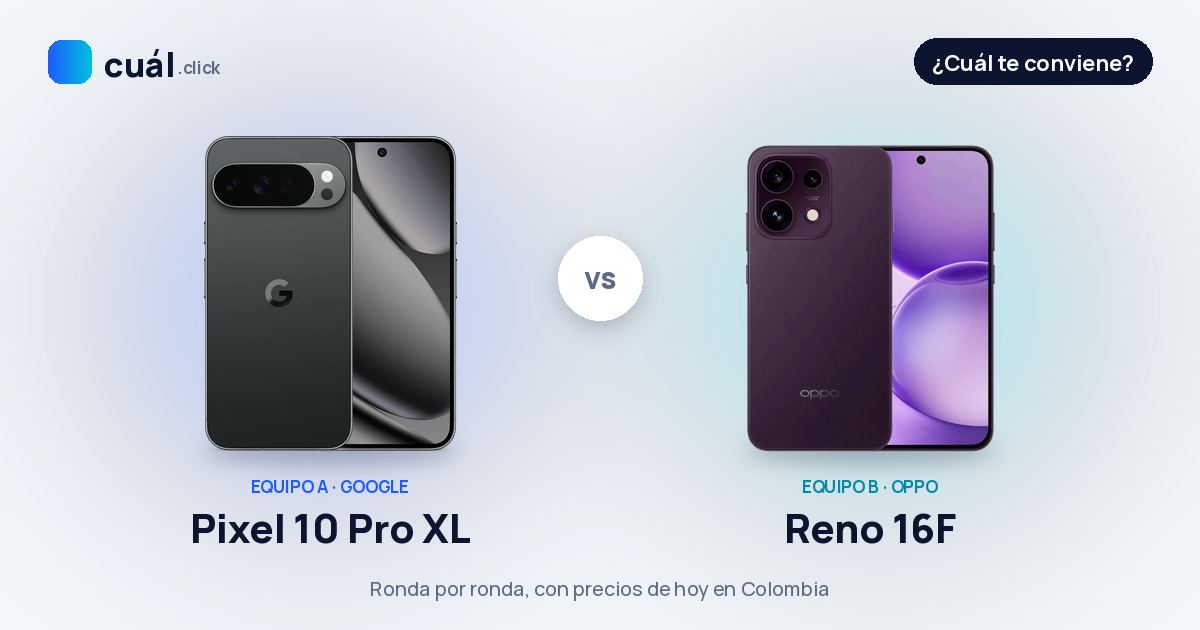 cuál.click
¿Cuál te conviene?
G
oppo
VS
EQUIPO A · GOOGLE
Pixel 10 Pro XL
EQUIPO B · OPPO
Reno 16F
Ronda por ronda, con precios de hoy en Colombia